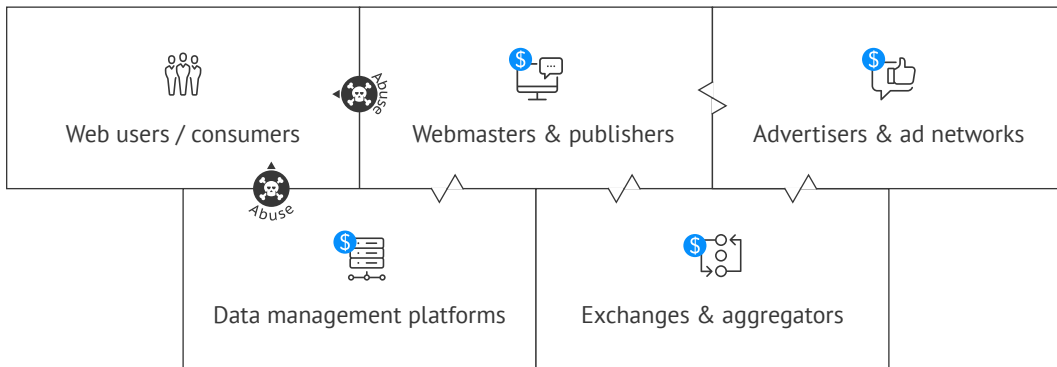 $
$
Abuse
Web users / consumers
Webmasters & publishers
Advertisers & ad networks
Abuse
$
$
Data management platforms
Exchanges & aggregators